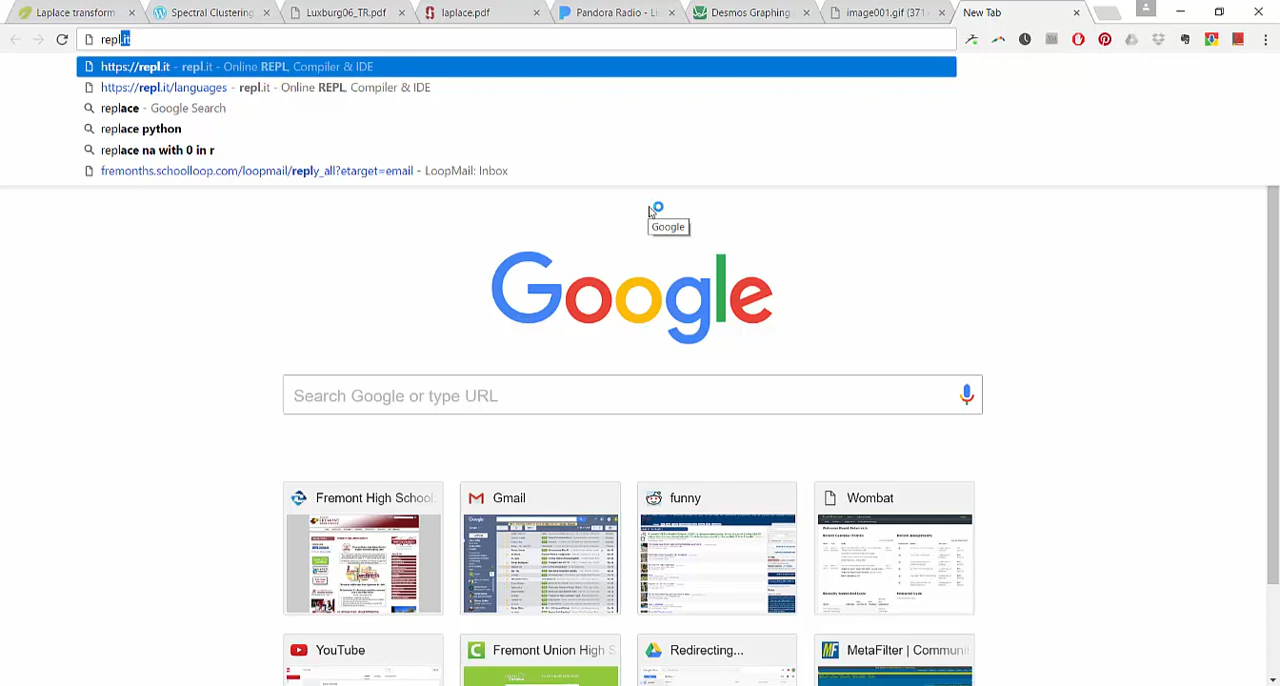 Laplace transform
Spectral Clustering
Luxburg06_TR.pdf
laplace.pdf
Pandora Radio - Li
Desmos Graphing
image001.gif (371
New Tab
repl.it
https://repl.it - repl.it - Online REPL, Compiler & IDE
https://repl.it/languages - repl.it - Online REPL, Compiler & IDE
replace - Google Search
replace python
replace na with 0 in r
fremonths.schoolloop.com/loopmail/reply_all?etarget=email - LoopMail: Inbox
Google
Google
Search Google or type URL
Fremont High School:
Gmail
funny
Wombat
YouTube
Fremont Union High S
Redirecting...
MetaFilter | Communi